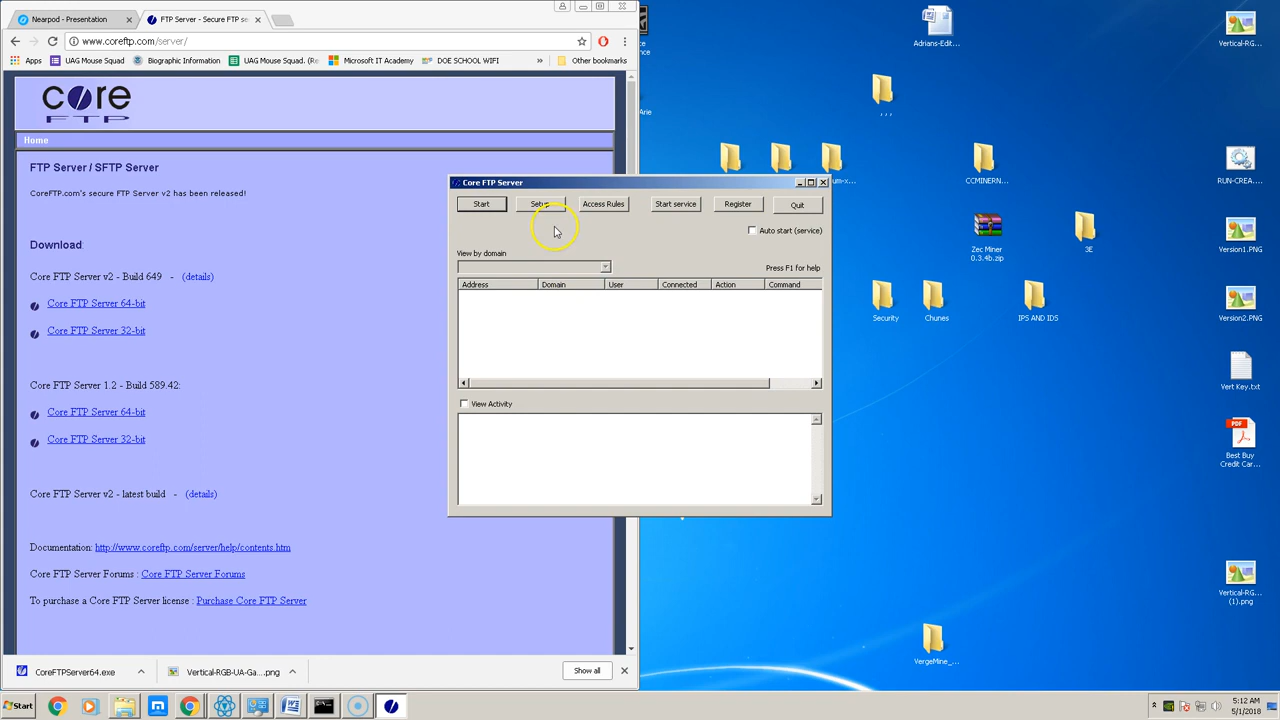 Nearpod - Presentation
FTP Server - Secure FTP se
www.coreftp.com/server/
Apps
UAG Mouse Squad
Biographic Information
UAG Mouse Squad. (Re
Microsoft IT Academy
DOE SCHOOL WIFI
»
Other bookmarks
core
FTP
Home
FTP Server / SFTP Server
CoreFTP.com's secure FTP Server v2 has been released!
Download:
Core FTP Server v2 - Build 649 - (details)
Core FTP Server 64-bit
Core FTP Server 32-bit
Core FTP Server 1.2 - Build 589.42:
Core FTP Server 64-bit
Core FTP Server 32-bit
Core FTP Server v2 - latest build - (details)
Documentation: http://www.coreftp.com/server/help/contents.htm
Core FTP Server Forums : Core FTP Server Forums
To purchase a Core FTP Server license : Purchase Core FTP Server
CoreFTPServer64.exe
Vertical-RGB-UA-Ga....png
Show all
Core FTP Server
Start
Setup
Access Rules
Start service
Register
Quit
Auto start (service)
View by domain
Press F1 for help
Address
Domain
User
Connected
Action
Command
View Activity
Adrians-Edit...
, , ,
CCMINERN...
Zec Miner
0.3.4b.zip
3E
Security
Chunes
IPS AND IDS
VergeMine_...
Vertical-RG...
RUN-CREA...
Version1.PNG
Version2.PNG
Vert Key.txt
PDF
Best Buy
Credit Car...
Vertical-RG...
(1).png
Start
5:12 AM
5/1/2018